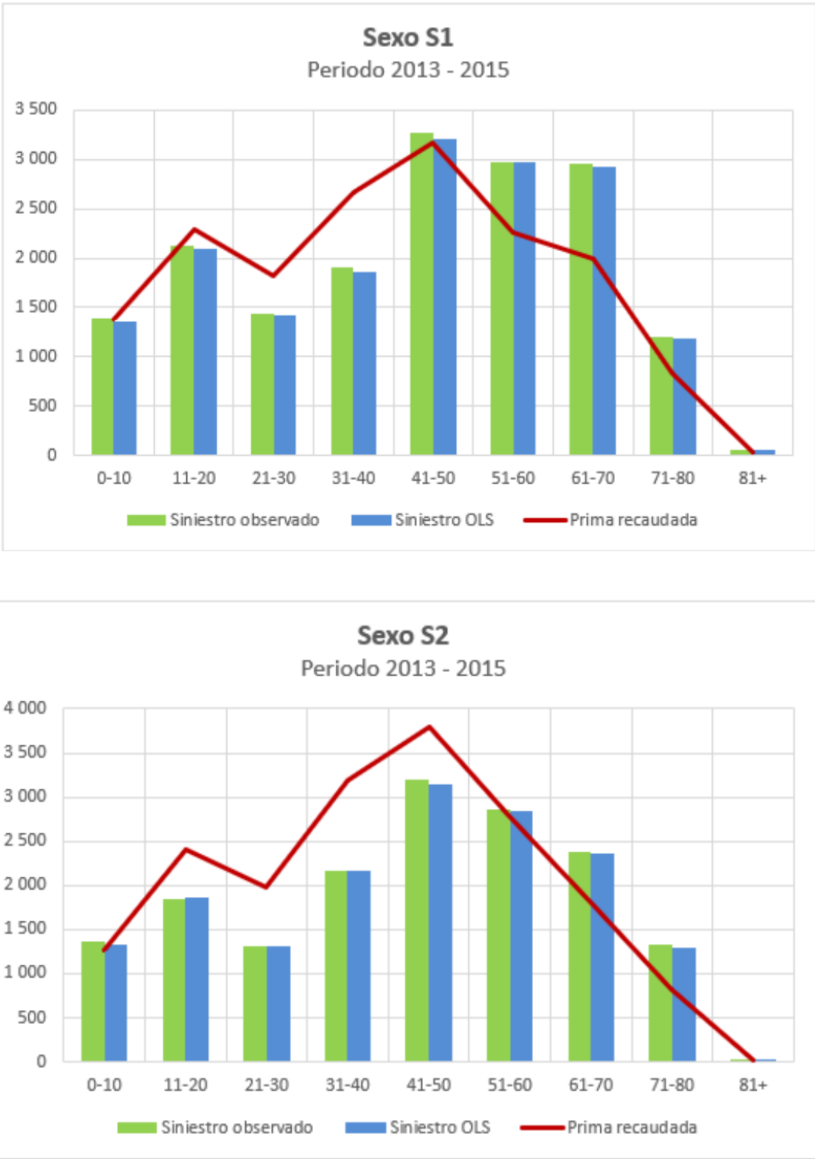 Sexo S1
Periodo 2013 - 2015
3 500
3 000
2 500
2 000
1 500
1 000
500
0
0-10 11-20 21-30 31-40 41-50 51-60 61-70 71-80 81+
Siniestro observado Siniestro OLS Prima recaudada
Sexo S2
Periodo 2013 - 2015
4 000
3 500
3 000
2 500
2 000
1 500
1 000
500
0
0-10 11-20 21-30 31-40 41-50 51-60 61-70 71-80 81+
Siniestro observado Siniestro OLS Prima recaudada